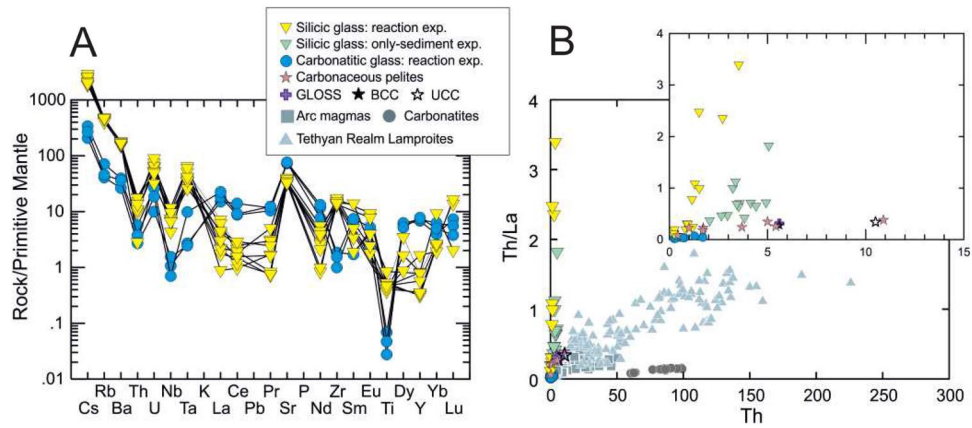 A
B
Silicic glass: reaction exp.
Silicic glass: only-sediment exp.
Carbonatitic glass: reaction exp.
Carbonaceous pelites
GLOSS BCC UCC
Arc magmas Carbonatites
Tethyan Realm Lamproites
Rock/Primitive Mantle
1000
100
10
1
.1
.01
Rb Th Nb K Ce Pr P Zr Eu Dy Yb
Cs Ba U Ta La Pb Sr Nd Sm Ti Y Lu
Th/La
4
3
2
1
0
0 50 100 150 200 250 300
Th
4
3
2
1
0
0 5 10 15